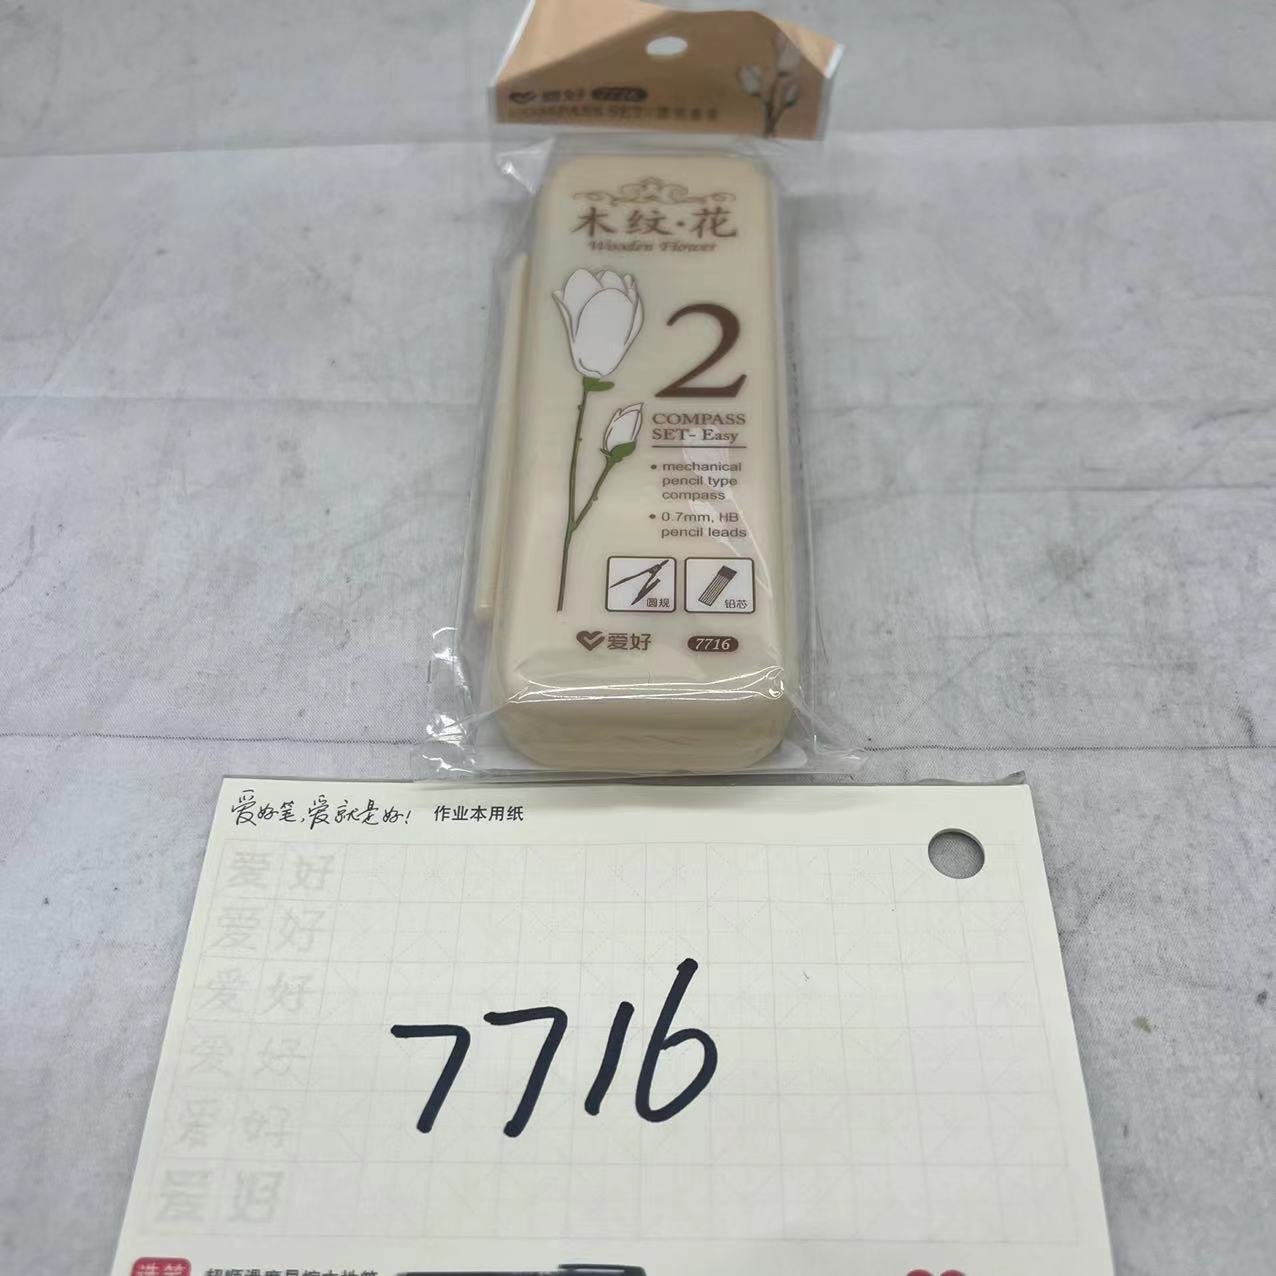 爱好 7716
COMPASS SET-
木纹·花
Wooden Flower
2
COMPASS
SET- Easy
• mechanical
pencil type
compass
• 0.7mm, HB
pencil leads
圆规 铅芯
爱好 7716
爱好笔,爱就是好! 作业本用纸
爱好
爱好
爱好
爱好
爱好
爱好
7716
选笔